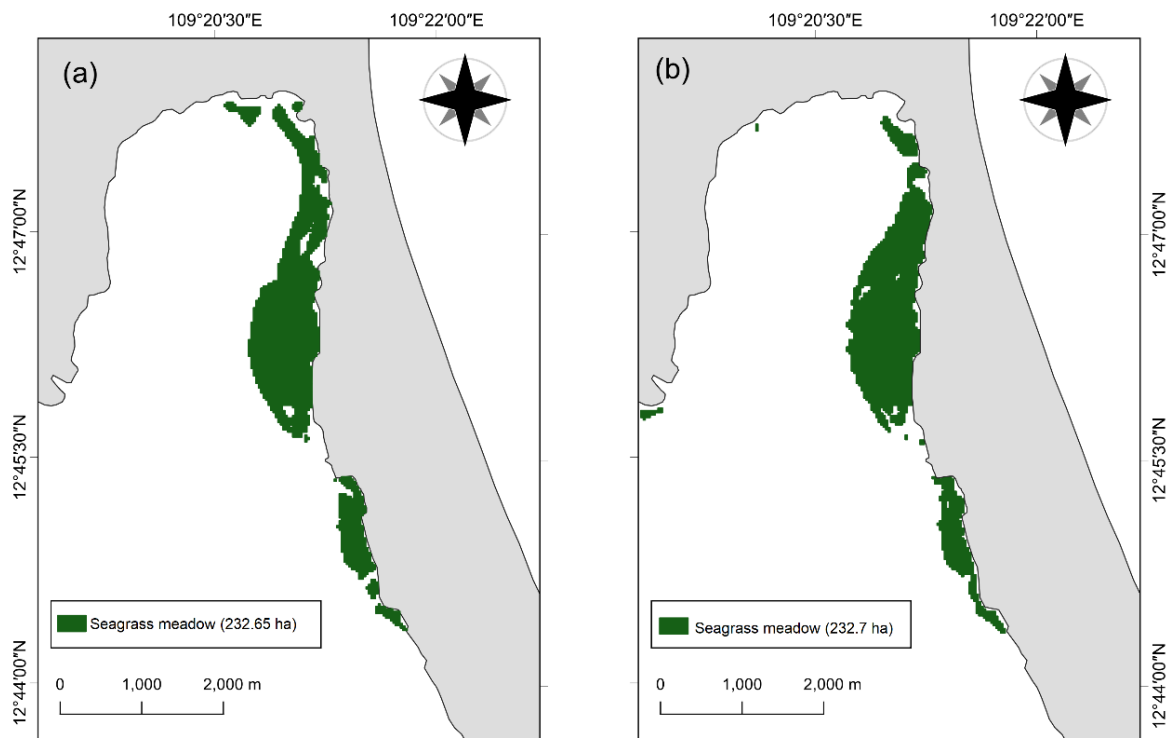 109°20'30"E 109°22'00"E 109°20'30"E 109°22'00"E
(a)
(b)
12°47'00"N
12°45'30"N
12°44'00"N
12°47'00"N
12°45'30"N
12°44'00"N
Seagrass meadow (232.65 ha)
Seagrass meadow (232.7 ha)
0 1,000 2,000 m
0 1,000 2,000 m